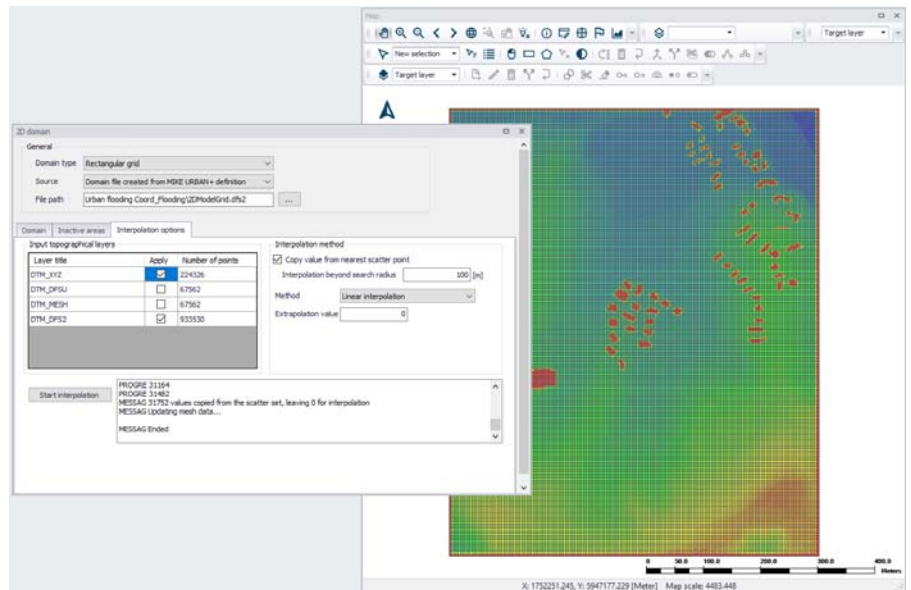 Map
New selection
Target layer
Target layer
2D domain
General
Domain type Rectangular grid
Source Domain file created from MIKE URBAN+ definition
File path Urban flooding Coord_Flooding\2DModelGrid.dfs2 ...
Domain Inactive areas Interpolation options
Input topographical layers
Layer title Apply Number of points
DTM_XYZ 224326
DTM_DFSU 67562
DTM_MESH 67562
DTM_DFS2 933530
Interpolation method
Copy value from nearest scatter point
Interpolation beyond search radius 100 [m]
Method Linear interpolation
Extrapolation value 0
Start interpolation
PROGRE 31164
PROGRE 31482
MESSAG 31752 values copied from the scatter set, leaving 0 for interpolation
MESSAG Updating mesh data...
MESSAG Ended
0 50.0 100.0 200.0 300.0 400.0
Meters
X: 1752251.245, Y: 5947177.229 [Meter] Map scale: 4483.448